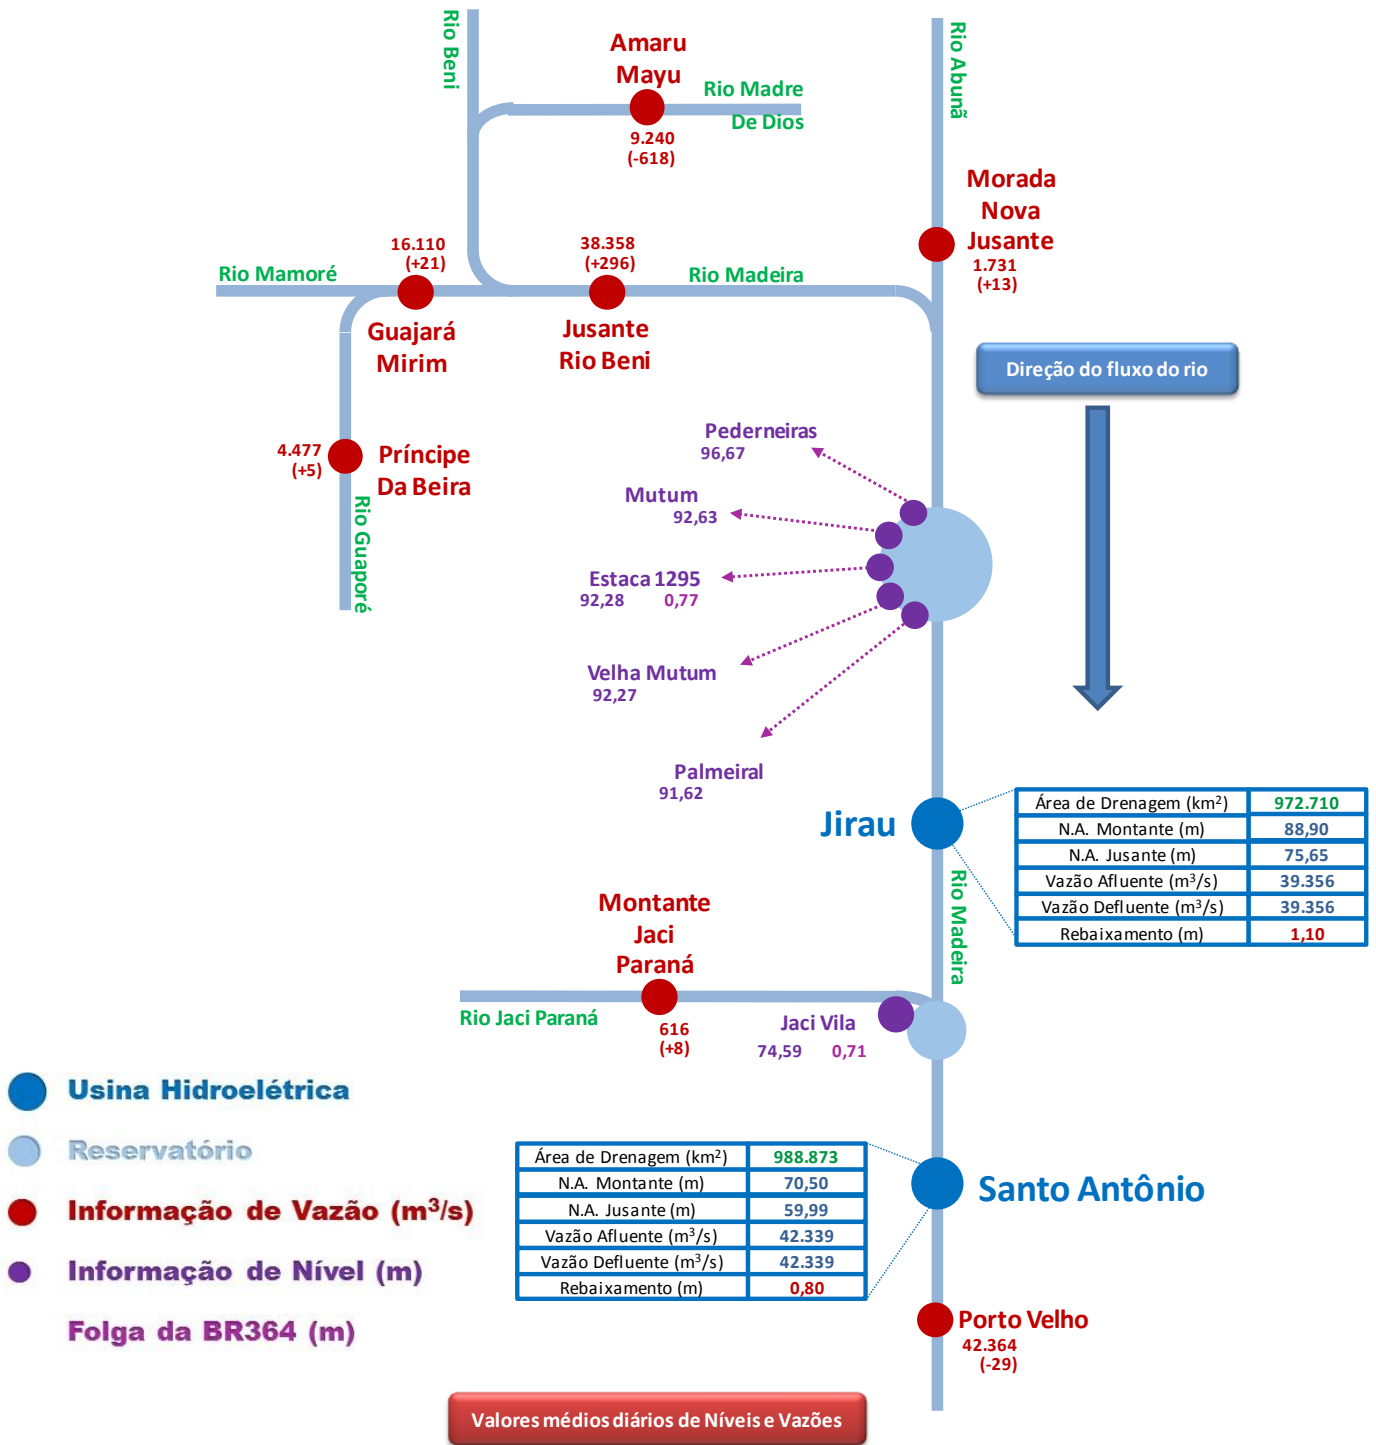 Rio Beni
Amaru
Mayu
Rio Madre
De Dios
9.240
(-618)
Rio Abunã
Morada
Nova
Jusante
1.731
(+13)
16.110
(+21)
38.358
(+296)
Rio Mamoré
Rio Madeira
Guajará
Mirim
Jusante
Rio Beni
Direção do fluxo do rio
4.477
(+5)
Príncipe
Da Beira
Rio Guaporé
Pederneiras
96,67
Mutum
92,63
Estaca 1295
92,28 0,77
Velha Mutum
92,27
Palmeiral
91,62
Jirau
Área de Drenagem (km²) 972.710
N.A. Montante (m) 88,90
N.A. Jusante (m) 75,65
Vazão Afluente (m³/s) 39.356
Vazão Defluente (m³/s) 39.356
Rebaixamento (m) 1,10
Rio Madeira
Montante
Jaci
Paraná
Rio Jaci Paraná
616
(+8)
Jaci Vila
74,59 0,71
Usina Hidroelétrica
Reservatório
Informação de Vazão (m³/s)
Informação de Nível (m)
Folga da BR364 (m)
Área de Drenagem (km²) 988.873
N.A. Montante (m) 70,50
N.A. Jusante (m) 59,99
Vazão Afluente (m³/s) 42.339
Vazão Defluente (m³/s) 42.339
Rebaixamento (m) 0,80
Santo Antônio
Porto Velho
42.364
(-29)
Valores médios diários de Níveis e Vazões